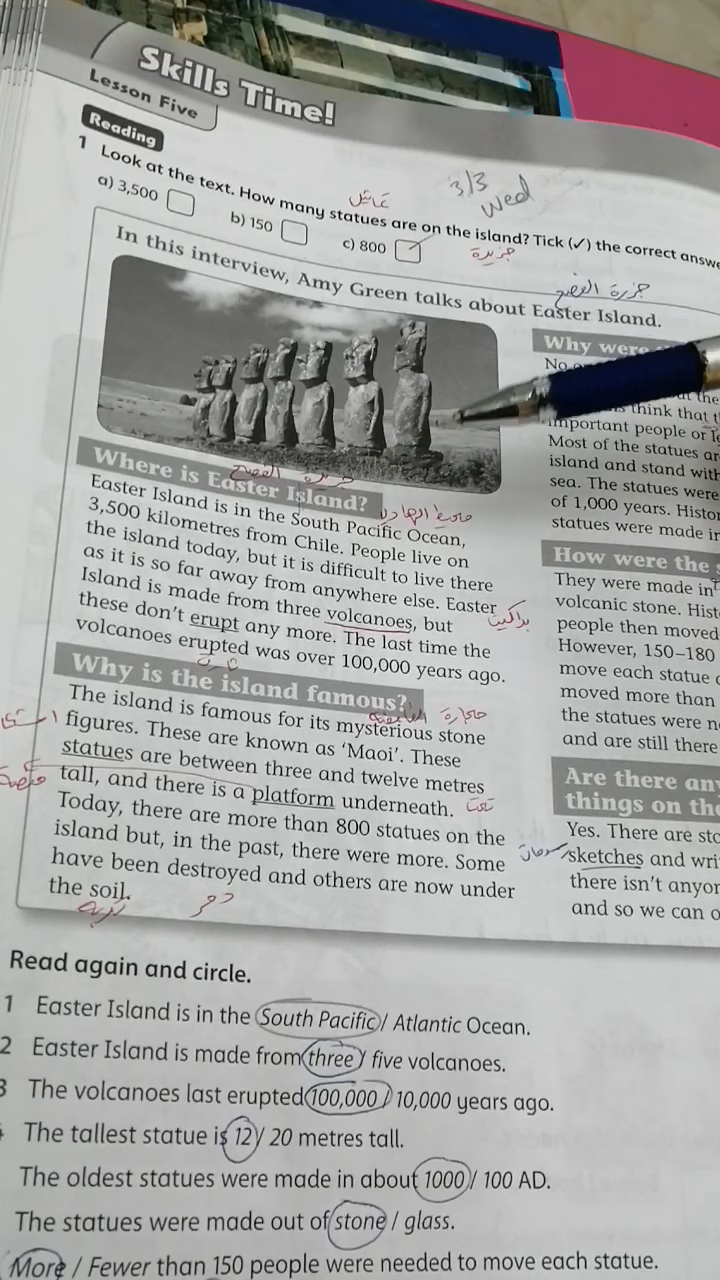 Skills Time!
Lesson Five
Reading
1 Look at the text. How many statues are on the island? Tick (✓) the correct answe
a) 3,500
b) 150
c) 800
3/3
wed
جزيرة
In this interview, Amy Green talks about Easter Island.
Where is Easter Island?
Easter Island is in the South Pacific Ocean,
3,500 kilometres from Chile. People live on
the island today, but it is difficult to live there
as it is so far away from anywhere else. Easter
Island is made from three volcanoes, but
these don't erupt any more. The last time the
volcanoes erupted was over 100,000 years ago.
Why is the island famous?
The island is famous for its mysterious stone
figures. These are known as 'Maoi'. These
statues are between three and twelve metres
tall, and there is a platform underneath.
Today, there are more than 800 statues on the
island but, in the past, there were more. Some
have been destroyed and others are now under
the soil.
Why were
No
think that t
important people or
Most of the statues ar
island and stand with
sea. The statues were
of 1,000 years. Histor
statues were made in
How were the s
They were made in
volcanic stone. Hist
people then moved
However, 150–180
move each statue
moved more than
the statues were n
and are still there
Are there any
things on the
Yes. There are sto
sketches and wri
there isn't anyor
and so we can o
Read again and circle.
1 Easter Island is in the South Pacific / Atlantic Ocean.
2 Easter Island is made from three / five volcanoes.
3 The volcanoes last erupted 100,000 / 10,000 years ago.
The tallest statue is 12 / 20 metres tall.
The oldest statues were made in about 1000 / 100 AD.
The statues were made out of stone / glass.
More / Fewer than 150 people were needed to move each statue.